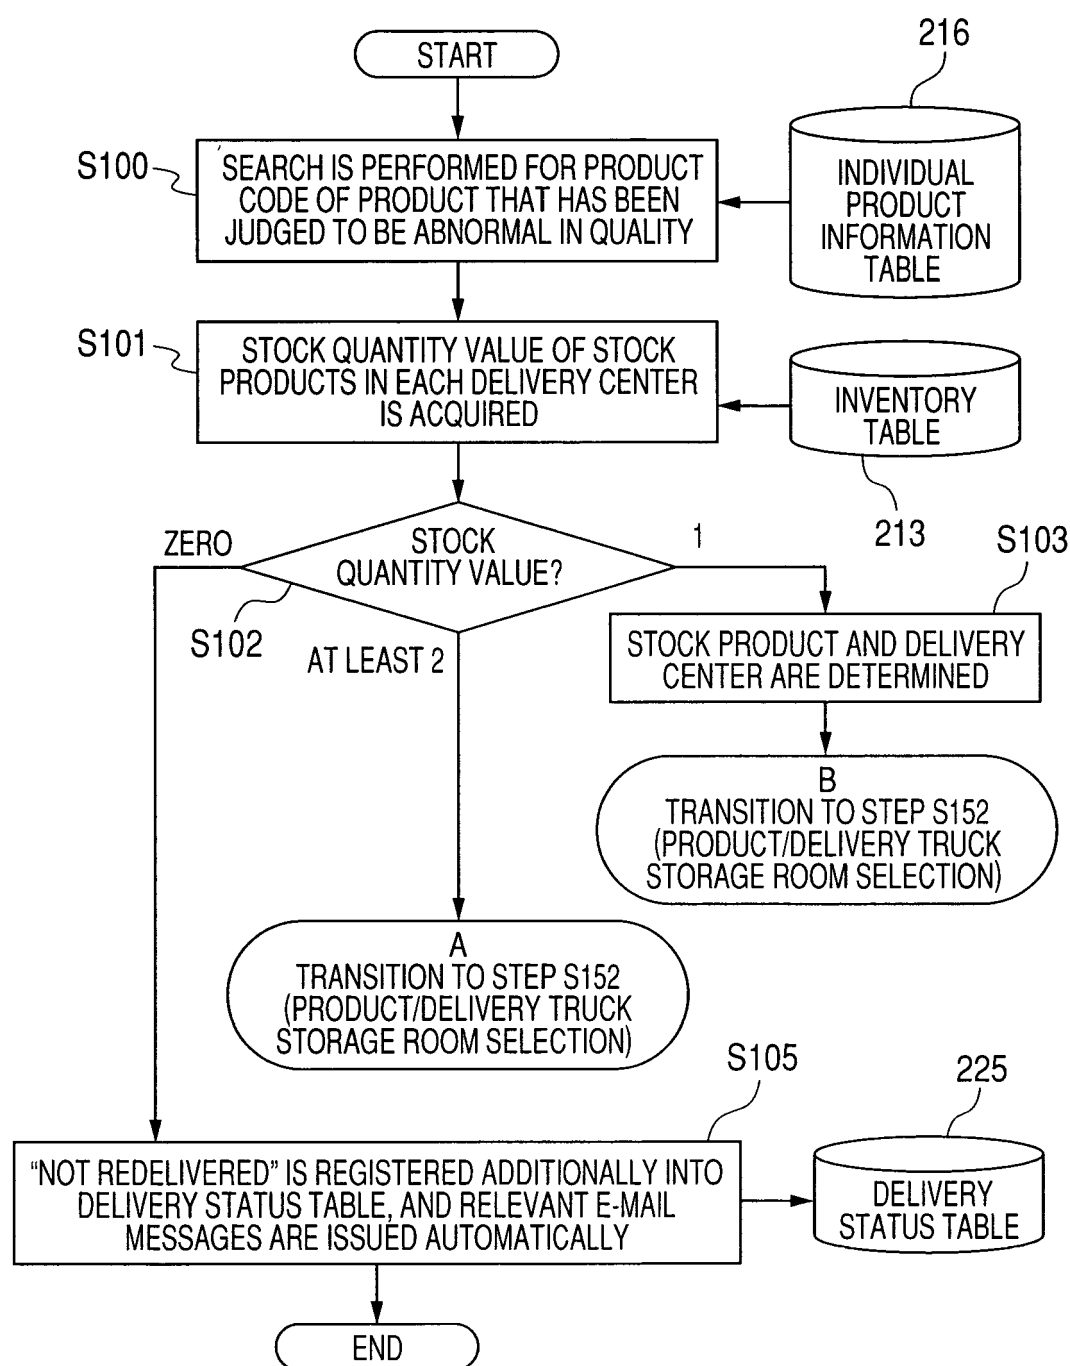 START
216
S100
SEARCH IS PERFORMED FOR PRODUCT
CODE OF PRODUCT THAT HAS BEEN
JUDGED TO BE ABNORMAL IN QUALITY
INDIVIDUAL
PRODUCT
INFORMATION
TABLE
S101
STOCK QUANTITY VALUE OF STOCK
PRODUCTS IN EACH DELIVERY CENTER
IS ACQUIRED
INVENTORY
TABLE
213
ZERO
STOCK
QUANTITY VALUE?
1
S103
S102
AT LEAST 2
STOCK PRODUCT AND DELIVERY
CENTER ARE DETERMINED
B
TRANSITION TO STEP S152
(PRODUCT/DELIVERY TRUCK
STORAGE ROOM SELECTION)
A
TRANSITION TO STEP S152
(PRODUCT/DELIVERY TRUCK
STORAGE ROOM SELECTION)
S105
225
“NOT REDELIVERED” IS REGISTERED ADDITIONALLY INTO
DELIVERY STATUS TABLE, AND RELEVANT E-MAIL
MESSAGES ARE ISSUED AUTOMATICALLY
DELIVERY
STATUS TABLE
END